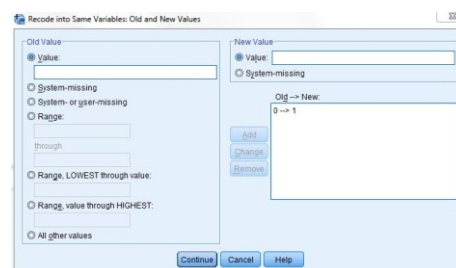 Recode into Same Variables: Old and New Values
Old Value
Value:
System-missing
System- or user-missing
Range:
through
Range, LOWEST through value:
Range, value through HIGHEST:
All other values
New Value
Value:
System-missing
Old --> New:
0 --> 1
Add
Change
Remove
Continue
Cancel
Help